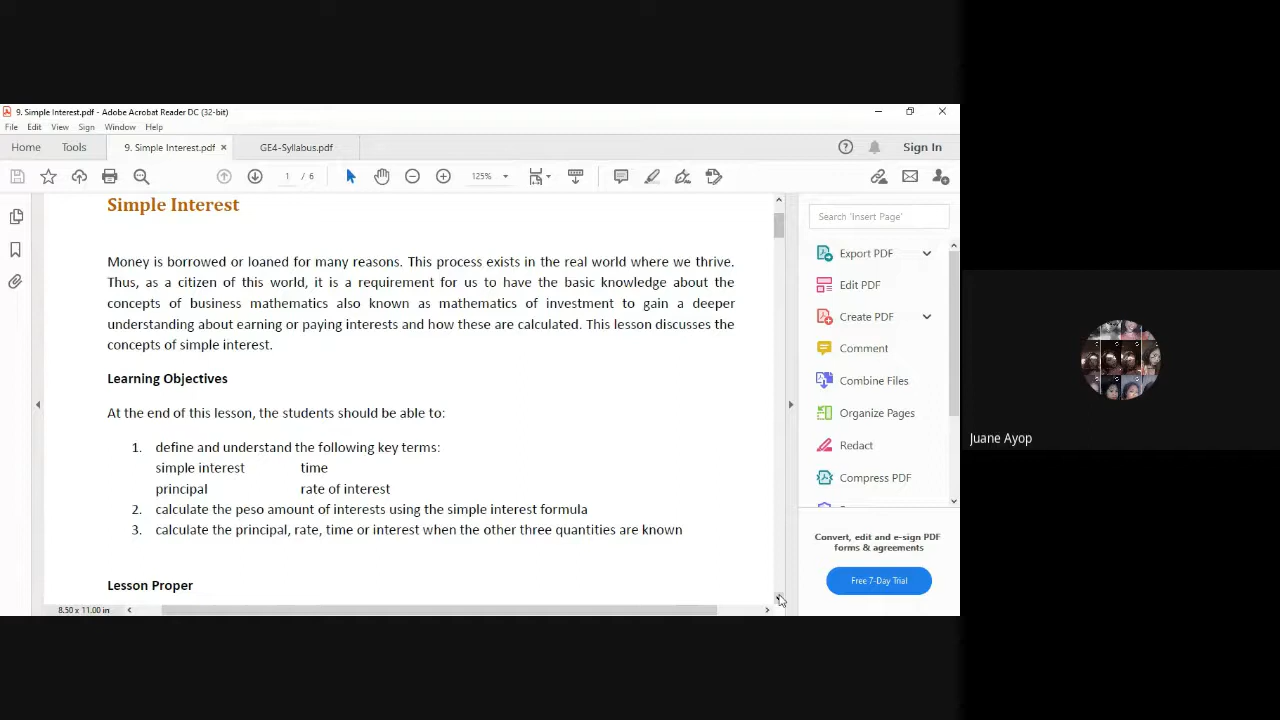 9. Simple Interest.pdf - Adobe Acrobat Reader DC (32-bit)
File Edit View Sign Window Help
Home Tools 9. Simple Interest.pdf × GE4-Syllabus.pdf Sign In
1 / 6 125%
Simple Interest
Money is borrowed or loaned for many reasons. This process exists in the real world where we thrive.
Thus, as a citizen of this world, it is a requirement for us to have the basic knowledge about the
concepts of business mathematics also known as mathematics of investment to gain a deeper
understanding about earning or paying interests and how these are calculated. This lesson discusses the
concepts of simple interest.
Learning Objectives
At the end of this lesson, the students should be able to:
1. define and understand the following key terms:
simple interest time
principal rate of interest
2. calculate the peso amount of interests using the simple interest formula
3. calculate the principal, rate, time or interest when the other three quantities are known
Lesson Proper
8.50 x 11.00 in
Search 'Insert Page'
Export PDF
Edit PDF
Create PDF
Comment
Combine Files
Organize Pages
Redact
Compress PDF
Convert, edit and e-sign PDF
forms & agreements
Free 7-Day Trial
Juane Ayop